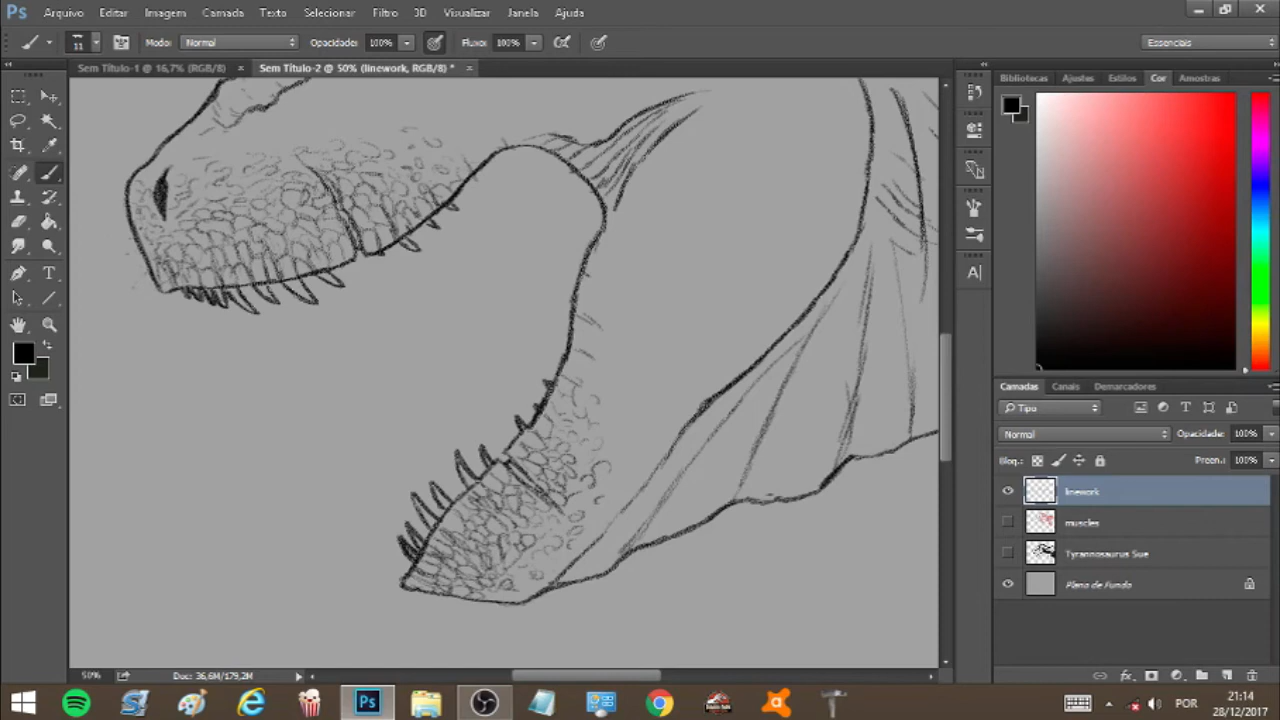 Ps Arquivo Editar Imagem Camada Texto Selecionar Filtro 3D Visualizar Janela Ajuda
11 Modo: Normal Opacidade: 100% Fluxo: 100% Essenciais
Sem Título-1 @ 16,7% (RGB/8) × Sem Título-2 @ 50% (linework, RGB/8) * ×
Bibliotecas Ajustes Estilos Cor Amostras
Camadas Canais Demarcadores
Tipo
Normal Opacidade: 100%
Bloq.: Preen.: 100%
linework
muscles
Tyrannosaurus Sue
Plano de Fundo
50% Doc: 36,6M/179,2M
POR 21:14
28/12/2017